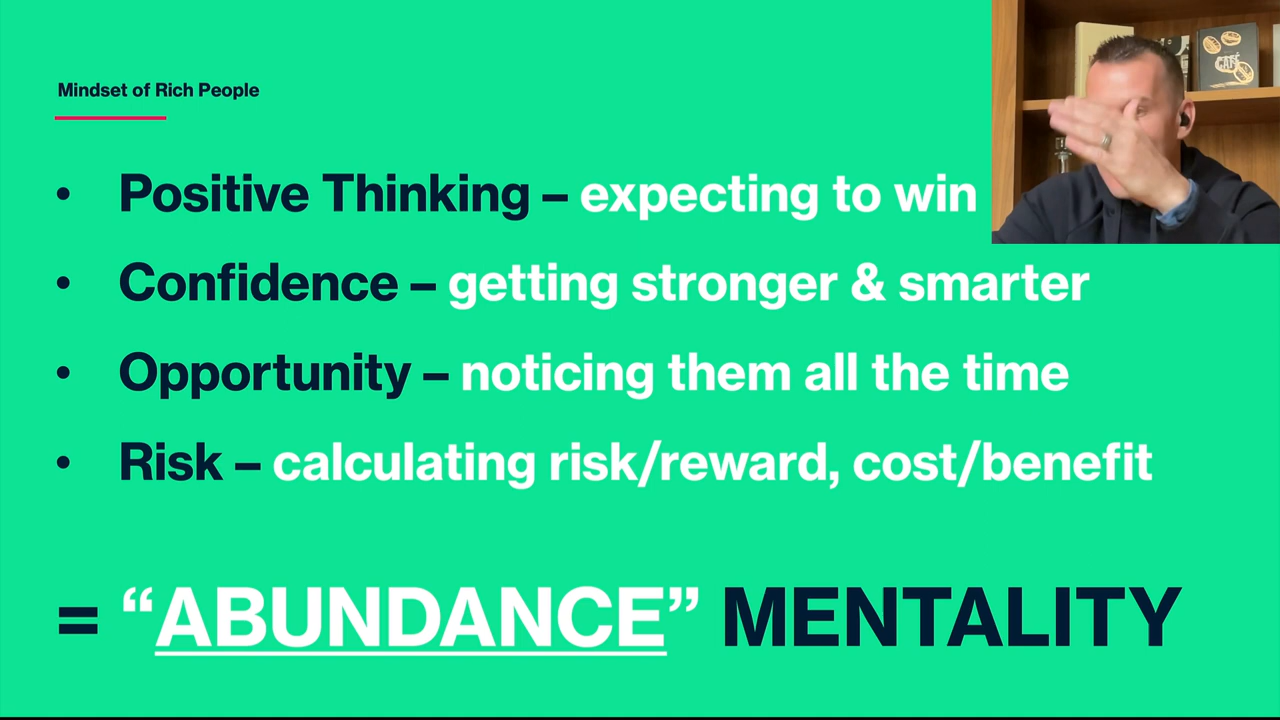 Mindset of Rich People
• Positive Thinking – expecting to win
• Confidence – getting stronger & smarter
• Opportunity – noticing them all the time
• Risk – calculating risk/reward, cost/benefit
= “ABUNDANCE” MENTALITY
CAFÉ